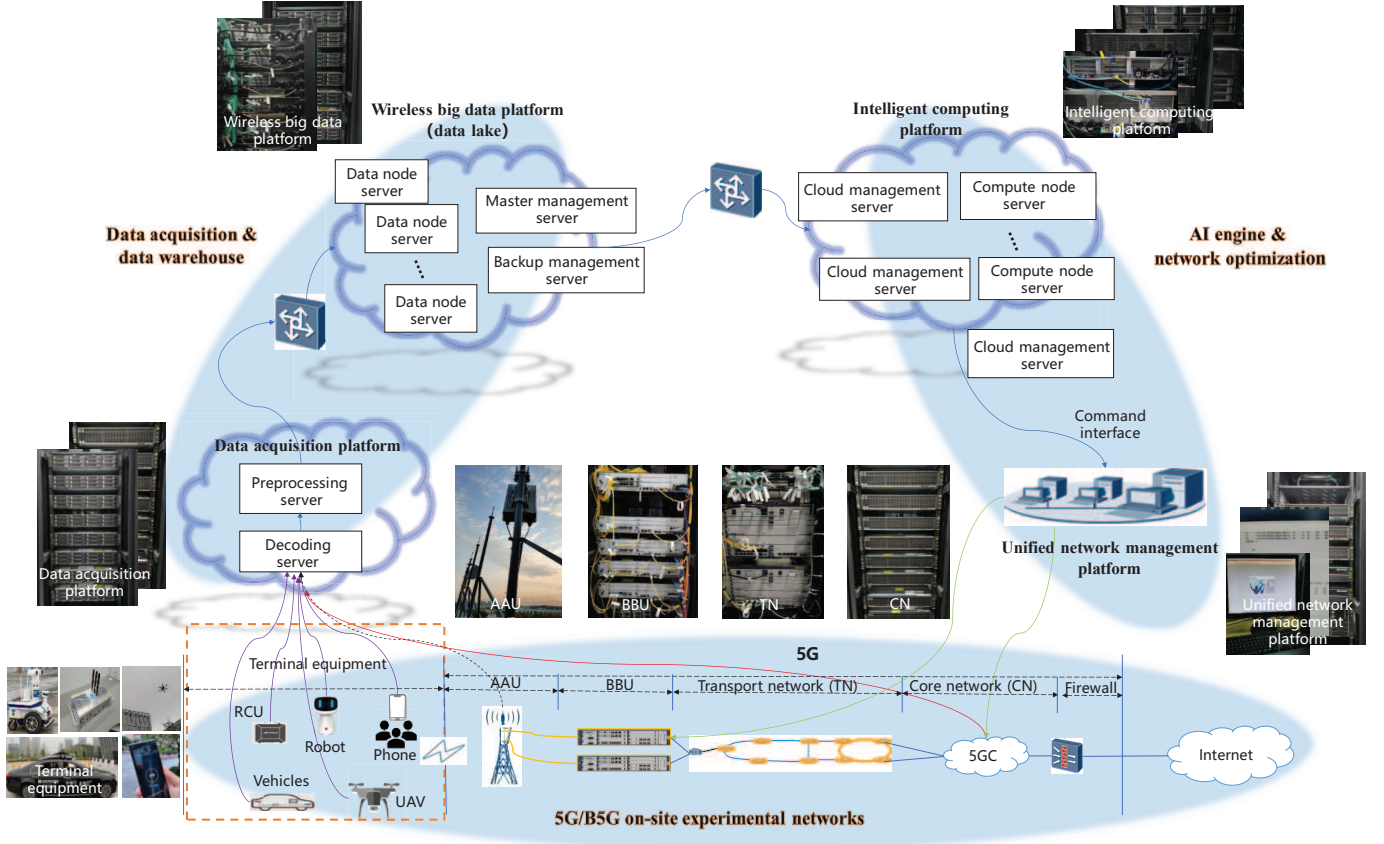 Wireless big data
platform
Wireless big data platform
(data lake)
Data node
server
Data node
server
Data node
server
Master management
server
Backup management
server
Data acquisition &
data warehouse
Intelligent computing
platform
Intelligent computing
platform
Cloud management
server
Compute node
server
Cloud management
server
Compute node
server
Cloud management
server
AI engine &
network optimization
Command
interface
Data acquisition platform
Preprocessing
server
Decoding
server
Data acquisition
platform
AAU
BBU
TN
CN
Unified network management
platform
Unified network
management
platform
Terminal equipment
5G
AAU
BBU
Transport network (TN)
Core network (CN)
Firewall
RCU
Robot
Phone
Vehicles
UAV
Terminal
equipment
5GC
Internet
5G/B5G on-site experimental networks